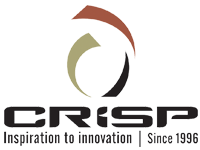 CRISP
Inspiration to innovation | Since 1996